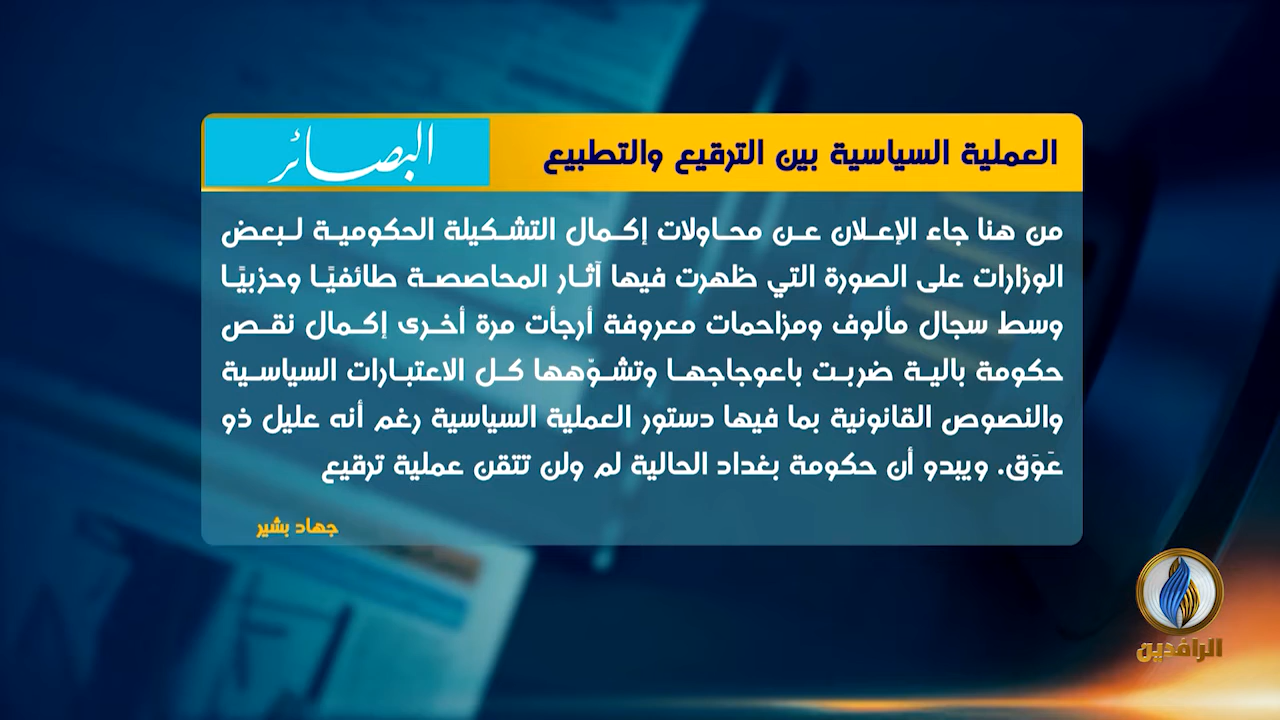 العملية السياسية بين الترقيع والتطبيع
البصائر
من هنا جاء الإعلان عن محاولات إكمال التشكيلة الحكومية لبعض
الوزارات على الصورة التي ظهرت فيها آثار المحاصصة طائفيًا وحزبيًا
وسط سجال مألوف ومزاحمات معروفة أرجأت مرة أخرى إكمال نقص
حكومة بالية ضربت باعوجاجها وتشوّهها كل الاعتبارات السياسية
والنصوص القانونية بما فيها دستور العملية السياسية رغم أنه عليل ذو
عَوَق. ويبدو أن حكومة بغداد الحالية لم ولن تتقن عملية ترقيع
جهاد بشير
الرافدين